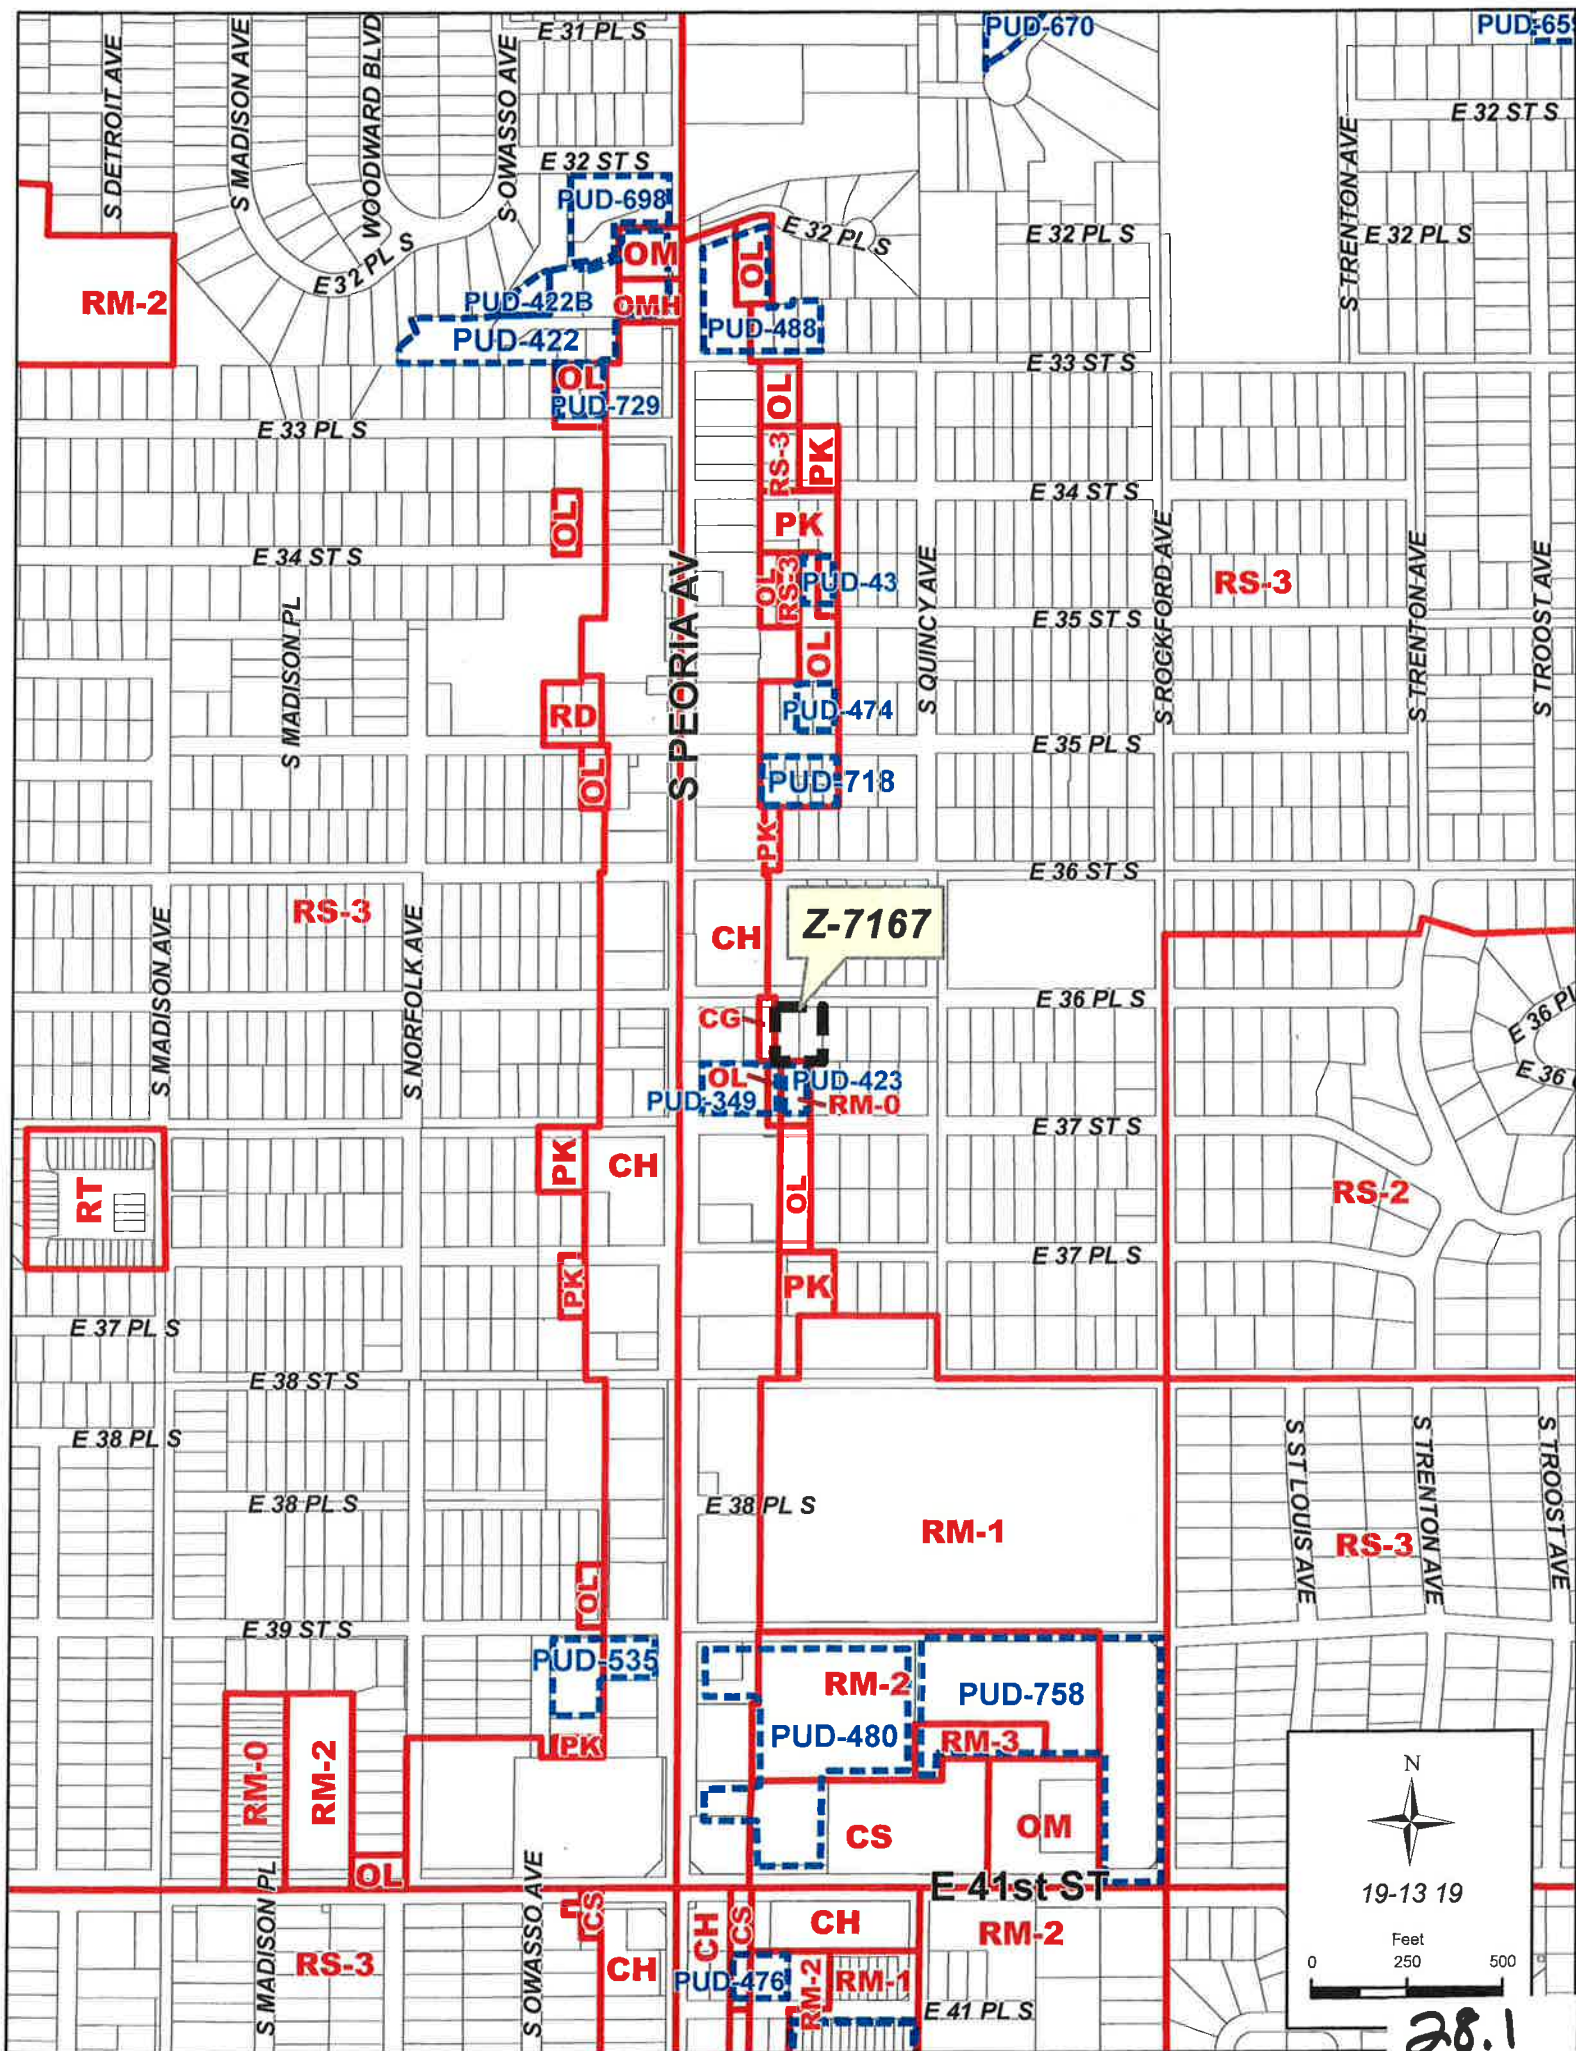 E 31 PL S
PUD-670
PUD-659
S DETROIT AVE
S MADISON AVE
WOODWARD BLVD
S OWASSO AVE
E 32 ST S
E 32 ST S
PUD-698
S TRENTON AVE
E 32 PL S
E 32 PL S
E 32 PL S
E 32 PL S
OM
OL
RM-2
PUD-422B
OMH
PUD-422
PUD-488
E 33 ST S
OL
PUD-729
OL
E 33 PL S
RS-3
PK
E 34 ST S
OL
PK
E 34 ST S
OL
RS-3
PUD-43
RS-3
S MADISON PL
S PEORIA AV
S QUINCY AVE
S ROCKFORD AVE
S TRENTON AVE
S TROOST AVE
E 35 ST S
OL
RD
PUD-474
E 35 PL S
OL
PUD-718
PK
E 36 ST S
RS-3
Z-7167
CH
S MADISON AVE
S NORFOLK AVE
E 36 PL S
E 36 Pl
CG
E 36
OL
PUD-423
PUD-349
RM-0
E 37 ST S
PK
CH
RT
OL
RS-2
E 37 PL S
PK
PK
E 37 PL S
E 38 ST S
E 38 PL S
S ST LOUIS AVE
S TRENTON AVE
S TROOST AVE
E 38 PL S
E 38 PL S
RM-1
RS-3
OL
E 39 ST S
PUD-535
RM-2
PUD-758
PUD-480
RM-3
PK
RM-0
RM-2
CS
OM
OL
N
19-13 19
Feet
0 250 500
E 41st ST
S MADISON PL
S OWASSO AVE
CS
CH
CS
CH
RM-2
RS-3
CH
PUD-476
RM-2
RM-1
E 41 PL S
28.1